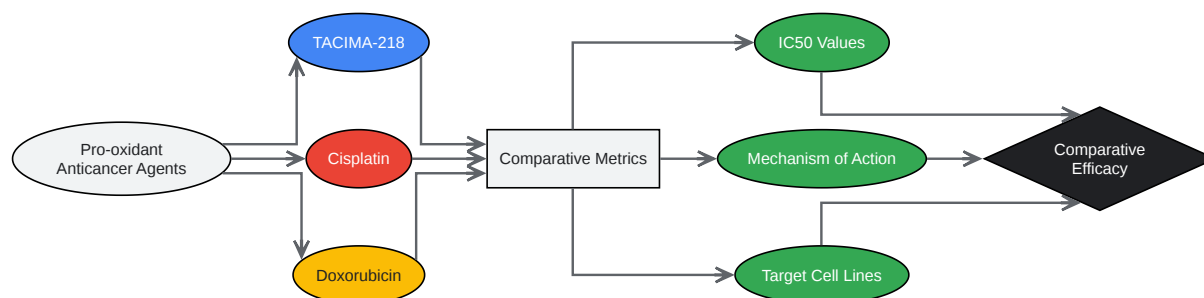 TACIMA-218
IC50 Values
Pro-oxidant
Anticancer Agents
Cisplatin
Comparative Metrics
Mechanism of Action
Comparative
Efficacy
Doxorubicin
Target Cell Lines